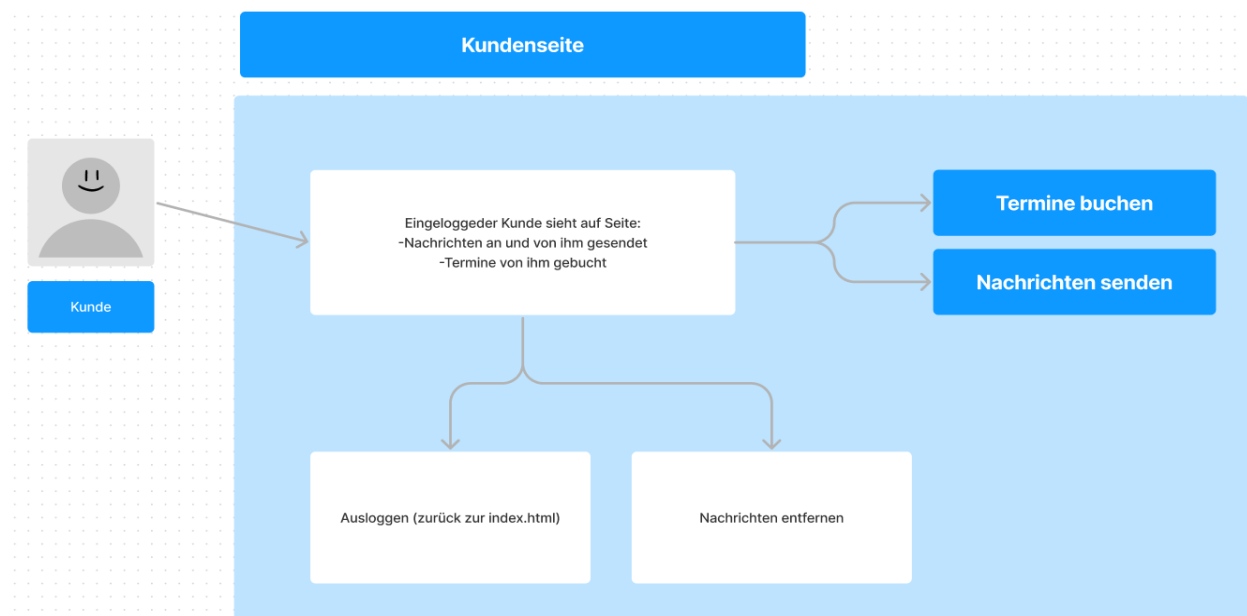 Kundenseite
Kunde
Eingeloggeder Kunde sieht auf Seite:
-Nachrichten an und von ihm gesendet
-Termine von ihm gebucht
Termine buchen
Nachrichten senden
Ausloggen (zurück zur index.html)
Nachrichten entfernen